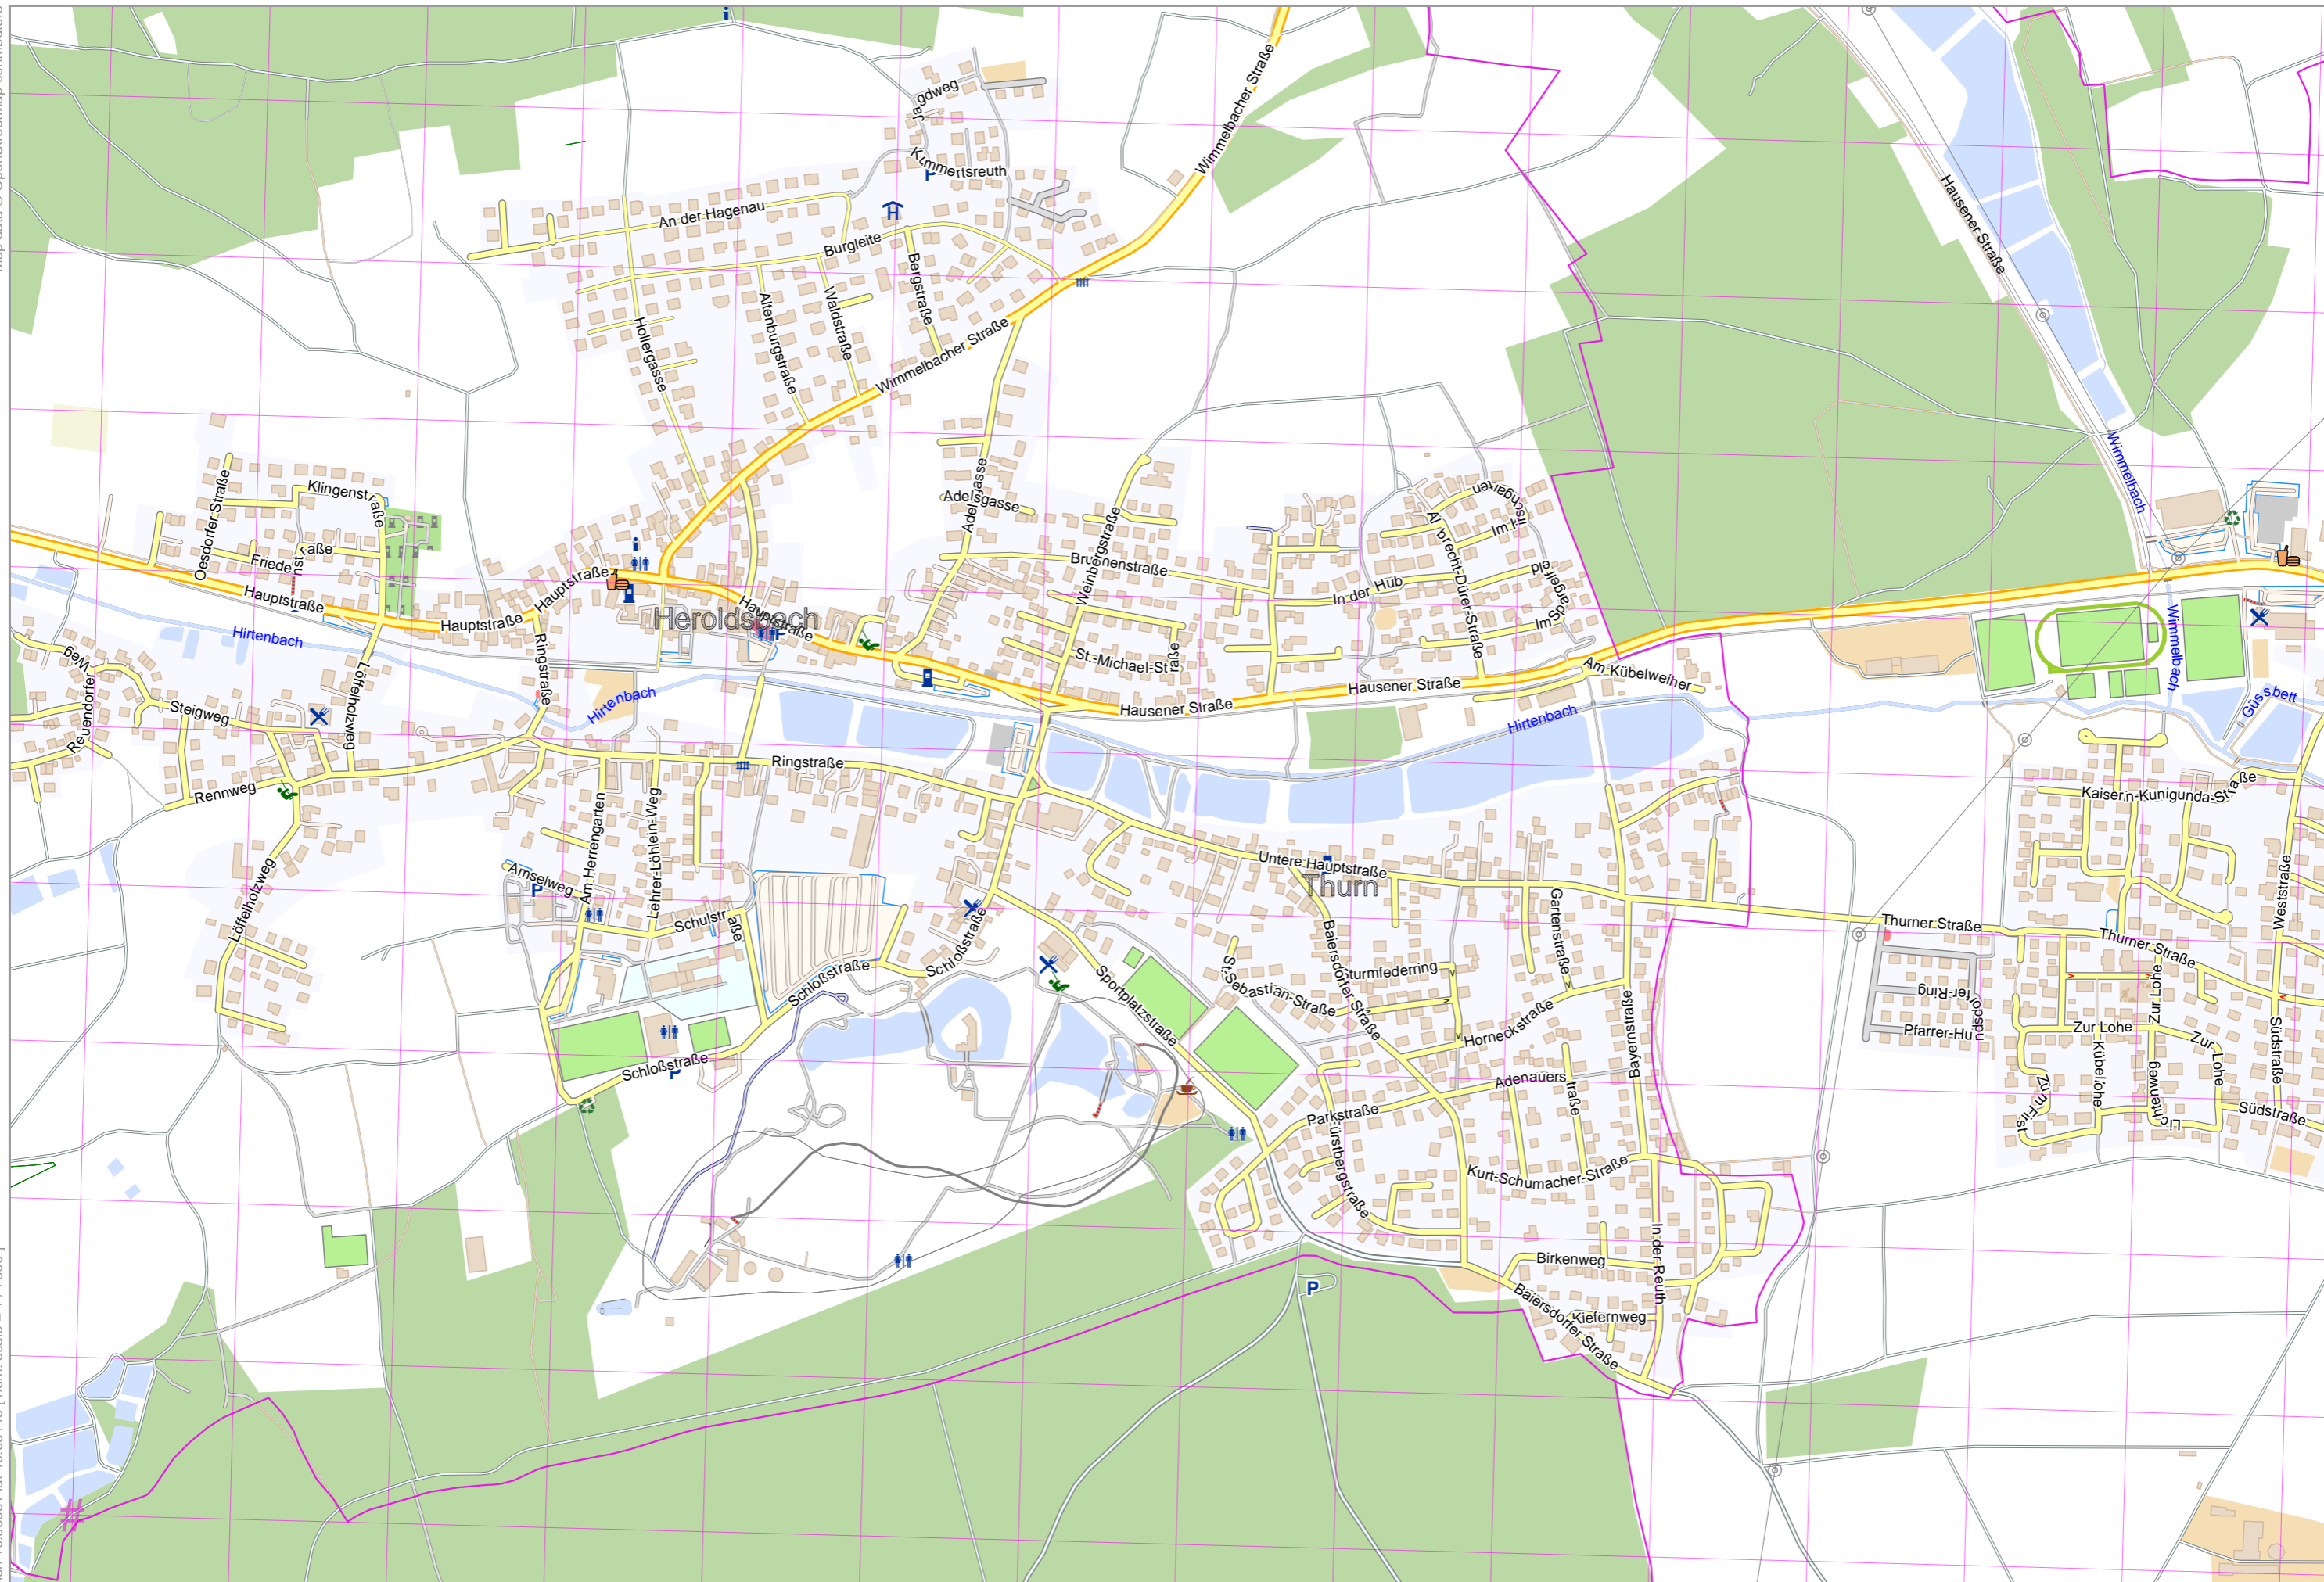 Jagdweg
Wimmelbacher Straße
Kummertsreuth
P
An der Hagenau
H
Burgleite
Bergstraße
Hausener Straße
Altenburgstraße
Waldstraße
Hollergasse
Wimmelbacher Straße
Wimmelbach
Oesdorfer Straße
Klingenstraße
Adelsgasse
Adelsgasse
Friedenstraße
Brunnenstraße
Weinbergstraße
Albrecht-Dürer-Straße
In der Hub
Hauptstraße
Hauptstraße
Hauptstraße
Hauptstraße
Heroldsbach
Hirtenbach
Ringstraße
St.-Michael-Straße
Wimmelbach
Am Kübelweiher
Hausener Straße
Hausener Straße
Hirtenbach
Hirtenbach
Reuendorfer Weg
Steigweg
Löffelholzweg
Rennweg
Ringstraße
Kaiserin-Kunigunda-Straße
Am Herrengarten
Lehrer-Löhlein-Weg
Untere Hauptstraße
Thurn
Amselweg
P
Löffelholzweg
Schulstraße
Schloßstraße
Schloßstraße
Schloßstraße
Sportplatzstraße
Baiersdorfer Straße
Gartenstraße
Weststraße
Thurner Straße
Thurner Straße
Sturmfederring
St.-Sebastian-Straße
Horneckstraße
Bayernstraße
Zur Lohe
Zur Lohe
Zur Lohe
Kübellohe
Südstraße
Südstraße
Zum First
Lichtenweg
P
Adenauerstraße
Parkstraße
Fürstbergstraße
Kurt-Schumacher-Straße
Birkenweg
In der Reuth
Kiefernweg
Baiersdorfer Straße
P